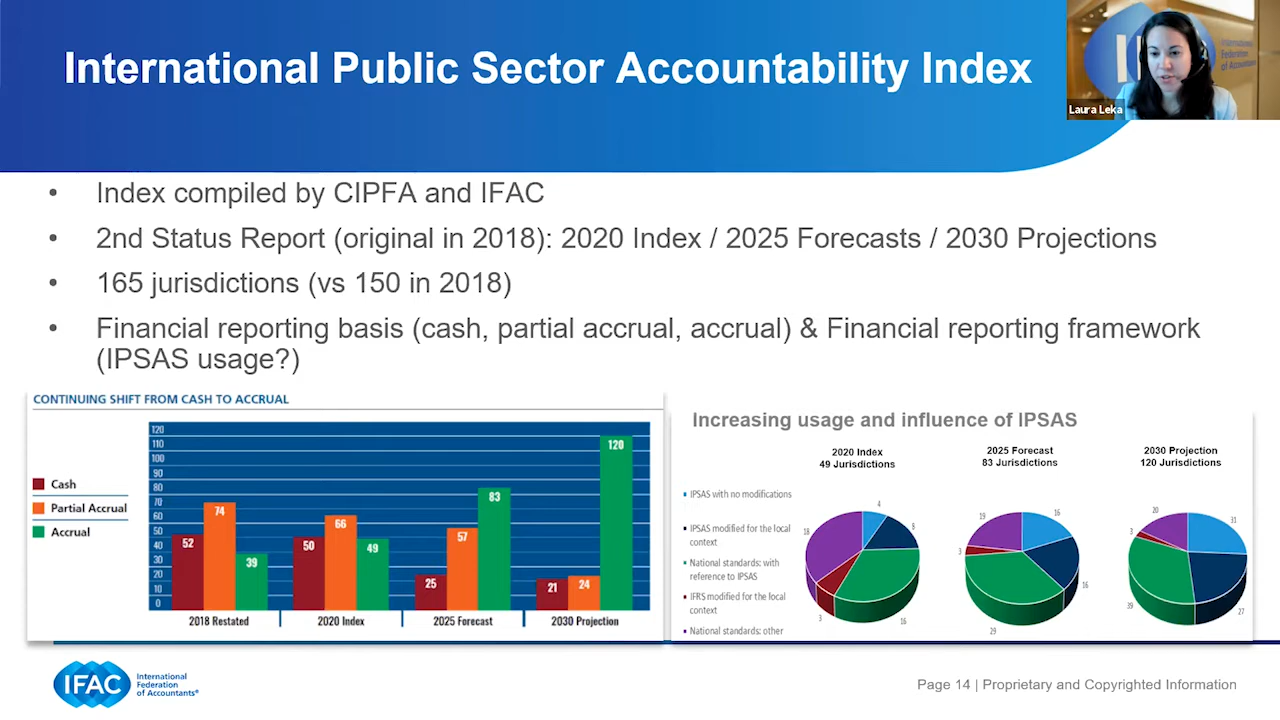 International Public Sector Accountability Index
Laura Leka
• Index compiled by CIPFA and IFAC
• 2nd Status Report (original in 2018): 2020 Index / 2025 Forecasts / 2030 Projections
• 165 jurisdictions (vs 150 in 2018)
• Financial reporting basis (cash, partial accrual, accrual) & Financial reporting framework
(IPSAS usage?)
CONTINUING SHIFT FROM CASH TO ACCRUAL
Cash
Partial Accrual
Accrual
120
110
100
90
80
70
60
50
40
30
20
10
0
52
74
39
50
66
49
25
57
83
21
24
120
2018 Restated
2020 Index
2025 Forecast
2030 Projection
Increasing usage and influence of IPSAS
2020 Index
49 Jurisdictions
2025 Forecast
83 Jurisdictions
2030 Projection
120 Jurisdictions
IPSAS with no modifications
IPSAS modified for the local
context
National standards: with
reference to IPSAS
IFRS modified for the local
context
National standards: other
4
16
3
18
16
16
29
3
19
31
27
39
3
20
IFAC
International
Federation
of Accountants®
Page 14 | Proprietary and Copyrighted Information